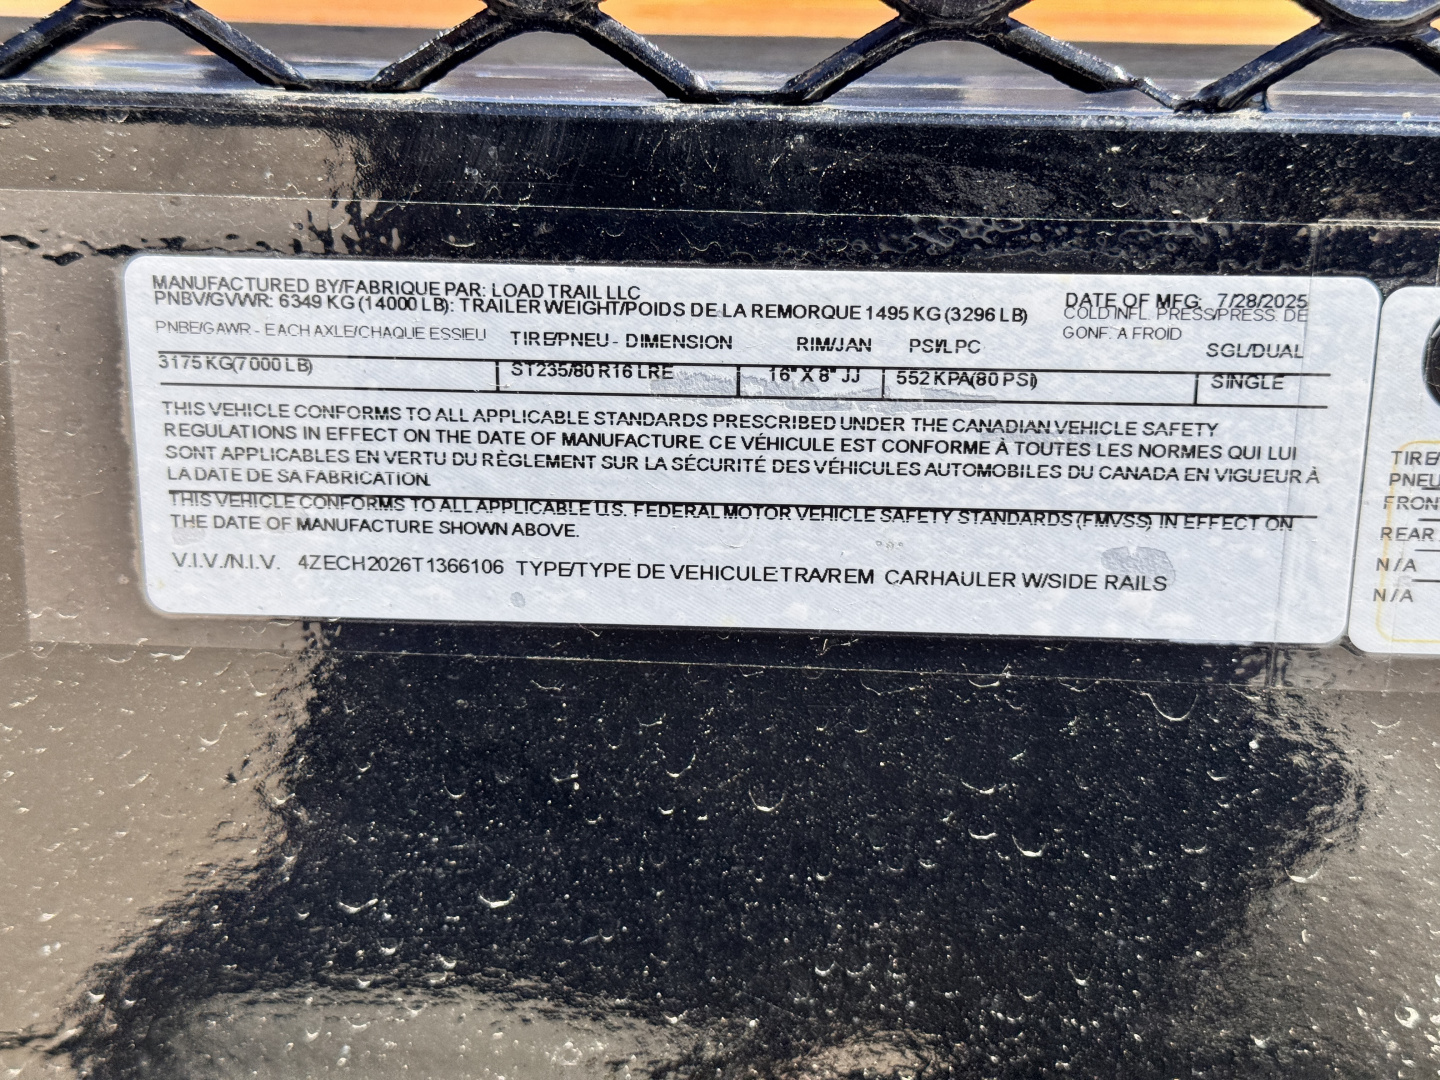 MANUFACTURED BY/FABRIQUE PAR: LOAD TRAIL LLC
PNBV/GVWR: 6349 KG (14000 LB): TRAILER WEIGHT/POIDS DE LA REMORQUE 1495 KG (3296 LB)
DATE OF MFG: 7/28/2025
COLD INFL. PRESS/PRESS. DE
GONF. A FROID
PNBE/GAWR - EACH AXLE/CHAQUE ESSIEU TIRE/PNEU - DIMENSION RIM/JAN PSI/LPC SGL/DUAL
3175 KG(7000 LB) ST235/80 R16 LRE 16" X 8" JJ 552 KPA(80 PSI) SINGLE
THIS VEHICLE CONFORMS TO ALL APPLICABLE STANDARDS PRESCRIBED UNDER THE CANADIAN VEHICLE SAFETY
REGULATIONS IN EFFECT ON THE DATE OF MANUFACTURE. CE VÉHICULE EST CONFORME À TOUTES LES NORMES QUI LUI
SONT APPLICABLES EN VERTU DU RÈGLEMENT SUR LA SÉCURITÉ DES VÉHICULES AUTOMOBILES DU CANADA EN VIGUEUR À
LA DATE DE SA FABRICATION.
THIS VEHICLE CONFORMS TO ALL APPLICABLE U.S. FEDERAL MOTOR VEHICLE SAFETY STANDARDS (FMVSS) IN EFFECT ON
THE DATE OF MANUFACTURE SHOWN ABOVE.
V.I.V./N.I.V. 4ZECH2026T1366106 TYPE/TYPE DE VEHICULE:TRA/REM CARHAULER W/SIDE RAILS
TIRE/
PNEU
FRONT
REAR
N/A
N/A